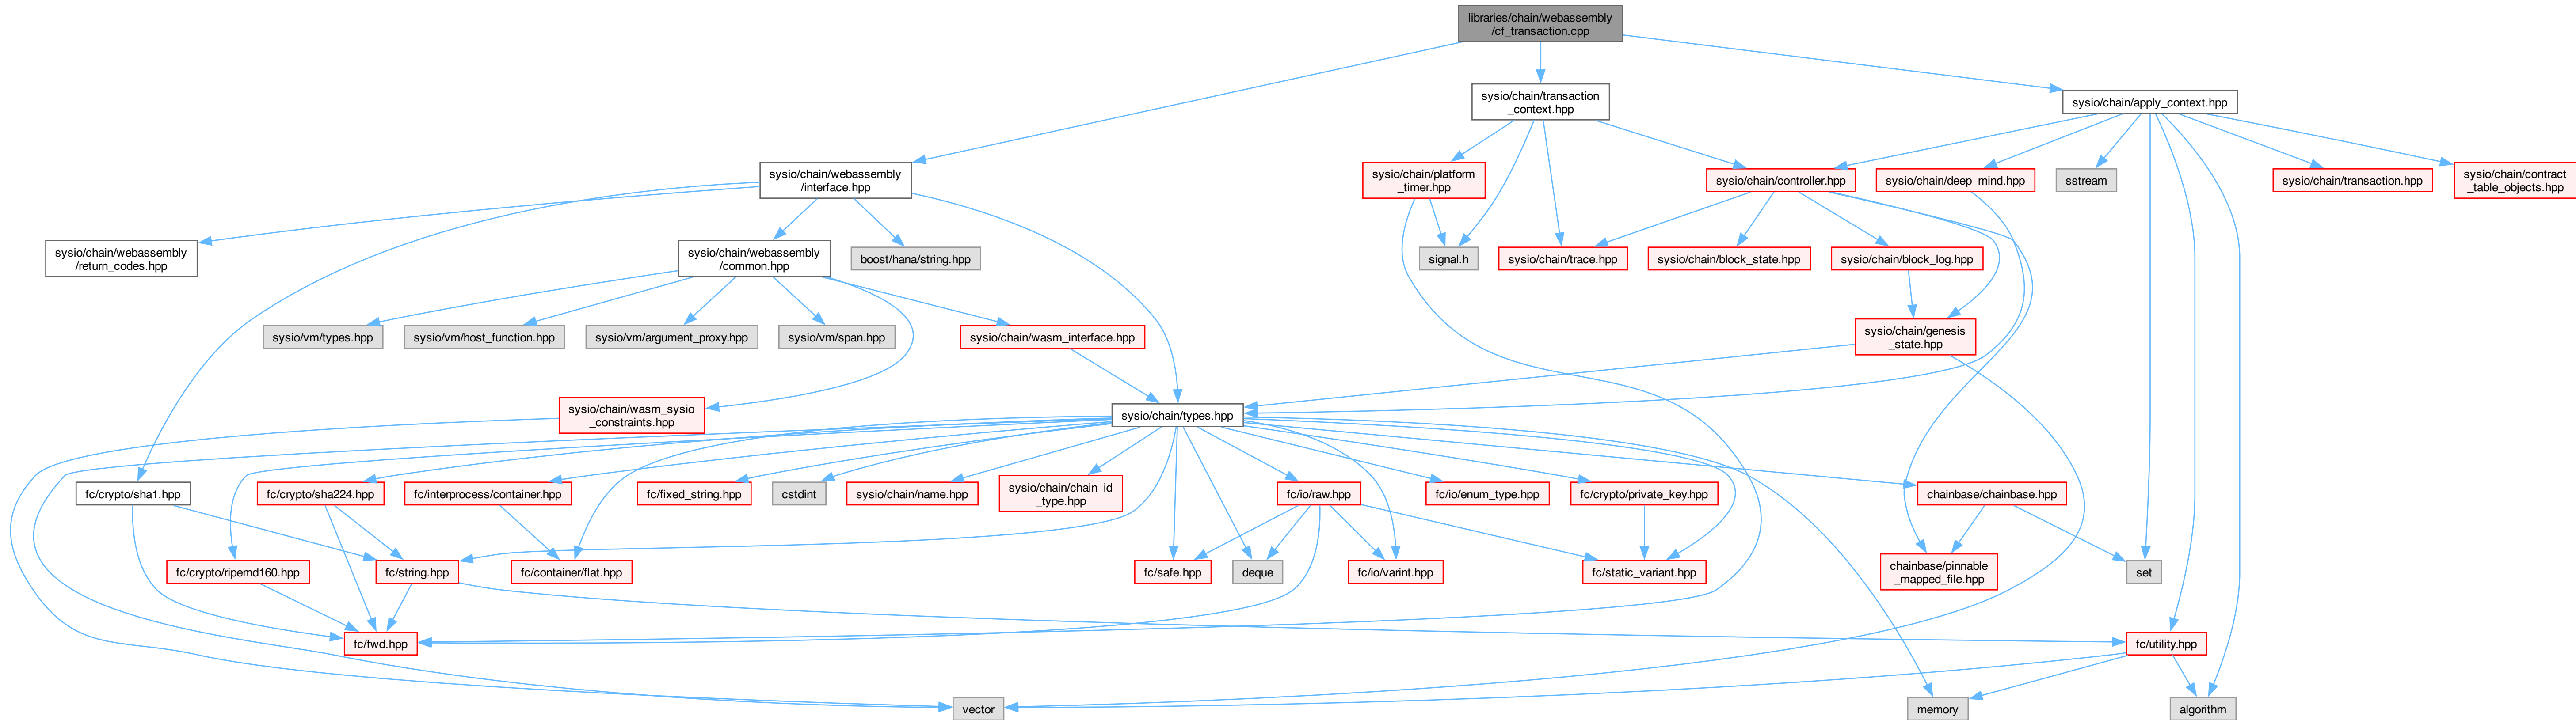 libraries/chain/webassembly
/cf_transaction.cpp
sysio/chain/transaction
_context.hpp
sysio/chain/apply_context.hpp
sysio/chain/webassembly
/interface.hpp
sysio/chain/platform
_timer.hpp
sysio/chain/controller.hpp
sysio/chain/deep_mind.hpp
sstream
sysio/chain/transaction.hpp
sysio/chain/contract
_table_objects.hpp
sysio/chain/webassembly
/return_codes.hpp
sysio/chain/webassembly
/common.hpp
boost/hana/string.hpp
signal.h
sysio/chain/trace.hpp
sysio/chain/block_state.hpp
sysio/chain/block_log.hpp
sysio/vm/types.hpp
sysio/vm/host_function.hpp
sysio/vm/argument_proxy.hpp
sysio/vm/span.hpp
sysio/chain/wasm_interface.hpp
sysio/chain/genesis
_state.hpp
sysio/chain/wasm_sysio
_constraints.hpp
sysio/chain/types.hpp
fc/crypto/sha1.hpp
fc/crypto/sha224.hpp
fc/interprocess/container.hpp
fc/fixed_string.hpp
cstdint
sysio/chain/name.hpp
sysio/chain/chain_id
_type.hpp
fc/io/raw.hpp
fc/io/enum_type.hpp
fc/crypto/private_key.hpp
chainbase/chainbase.hpp
fc/crypto/ripemd160.hpp
fc/string.hpp
fc/container/flat.hpp
fc/safe.hpp
deque
fc/io/varint.hpp
fc/static_variant.hpp
chainbase/pinnable
_mapped_file.hpp
set
fc/fwd.hpp
fc/utility.hpp
vector
memory
algorithm